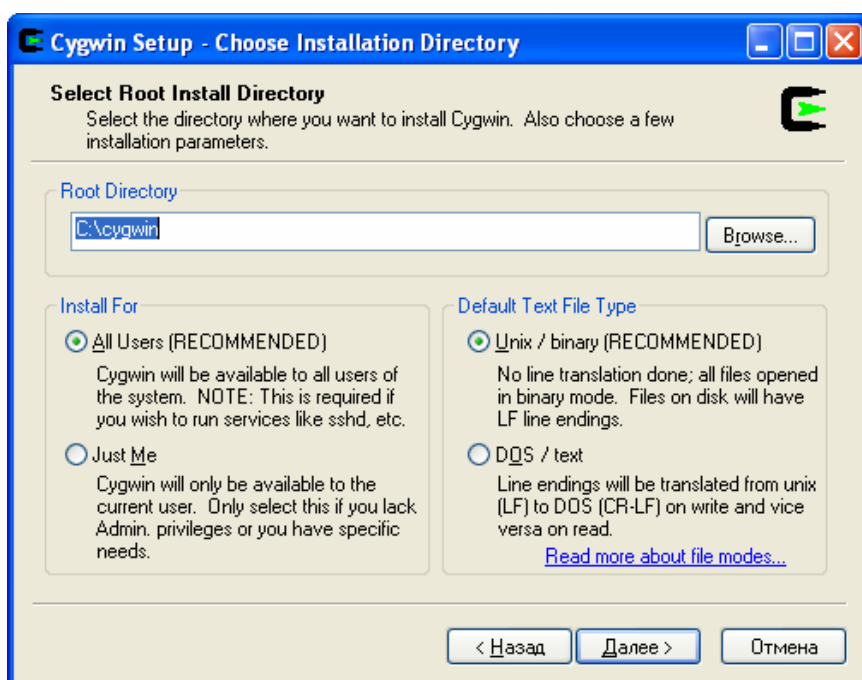 Cygwin Setup - Choose Installation Directory
Select Root Install Directory
Select the directory where you want to install Cygwin. Also choose a few
installation parameters.
Root Directory
C:\cygwin
Browse...
Install For
All Users (RECOMMENDED)
Cygwin will be available to all users of
the system. NOTE: This is required if
you wish to run services like sshd, etc.
Just Me
Cygwin will only be available to the
current user. Only select this if you lack
Admin. privileges or you have specific
needs.
Default Text File Type
Unix / binary (RECOMMENDED)
No line translation done; all files opened
in binary mode. Files on disk will have
LF line endings.
DOS / text
Line endings will be translated from unix
(LF) to DOS (CR-LF) on write and vice
versa on read.
Read more about file modes...
< Назад
Далее >
Отмена